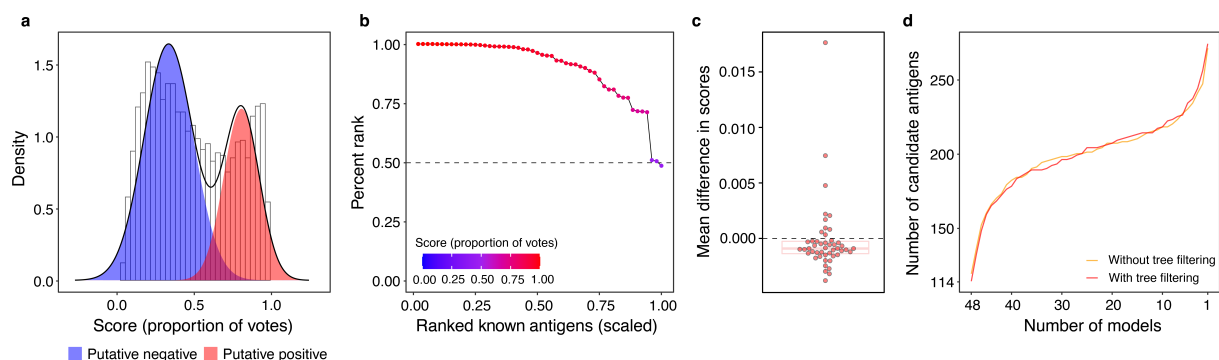 a
Density
1.5
1.0
0.5
0.0
0.0 0.5 1.0
Score (proportion of votes)
Putative negative Putative positive
b
Percent rank
1.00
0.75
0.50
0.25
0.00
Score (proportion of votes)
0.00 0.25 0.50 0.75 1.00
0.00 0.25 0.50 0.75 1.00
Ranked known antigens (scaled)
c
Mean difference in scores
0.015
0.010
0.005
0.000
d
Number of candidate antigens
250
200
150
114
Without tree filtering
With tree filtering
48 40 30 20 10 1
Number of models